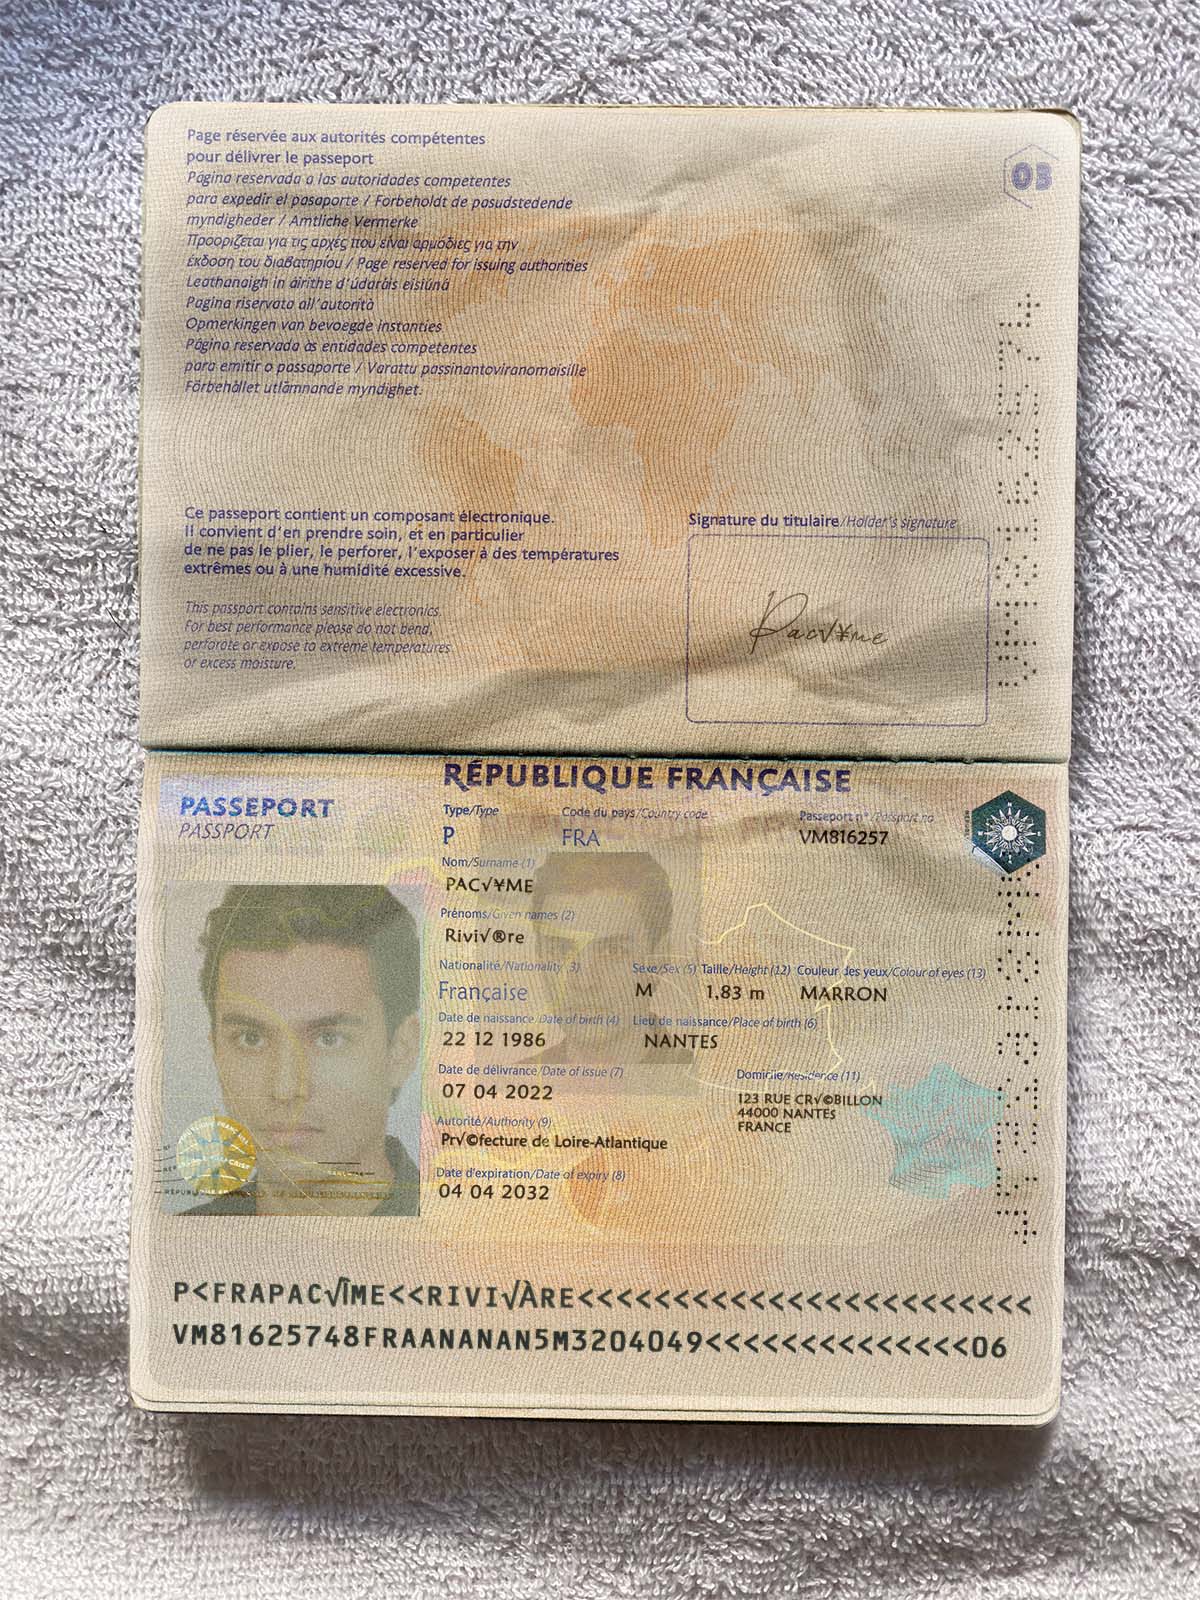 Page réservée aux autorités compétentes
pour délivrer le passeport
03
Pagina reservada a las autoridades competentes
para expedir el pasaporte / Forbeholdt de pasudstedende
myndigheder / Amtliche Vermerke
Προορίζεται για τις αρχές που είναι αρμόδιες για την
έκδοση του διαβατηρίου / Page reserved for issuing authorities
Leathanaigh in áirithe d'údaráis eisiúná
Pagina riservata all'autorità
Opmerkingen van bevoegde instanties
Página reservada às entidades competentes
para emitir o passaporte / Varattu passinantoviranomaisille
Förbehållet utlämnande myndighet.
Ce passeport contient un composant électronique.
Il convient d'en prendre soin, et en particulier
de ne pas le plier, le perforer, l'exposer à des températures
extrêmes ou à une humidité excessive.
This passport contains sensitive electronics.
For best performance please do not bend,
perforate or expose to extreme temperatures
or excess moisture.
Signature du titulaire/Holder's signature
Pac√¥me
RÉPUBLIQUE FRANÇAISE
PASSEPORT
PASSPORT
Type/Type Code du pays/Country code Passeport n°/Passport no
P FRA VM816257
Nom/Surname (1)
PAC√¥ME
Prénoms/Given names (2)
Rivi√®re
Nationalité/Nationality (3) Sexe/Sex (5) Taille/Height (12) Couleur des yeux/Colour of eyes (13)
Française M 1,83 m MARRON
Date de naissance/Date of birth (4) Lieu de naissance/Place of birth (6)
22 12 1986 NANTES
Date de délivrance/Date of issue (7) Domicile/Residence (11)
07 04 2022 123 RUE CR√©BILLON
44000 NANTES
FRANCE
Autorité/Authority (9)
Pr√©fecture de Loire-Atlantique
Date d'expiration/Date of expiry (8)
04 04 2032
P<FRAPAC√ÎME<<RIVI√ÀRE<<<<<<<<<<<<<<<<<<<<<<<<
VM81625748FRAANANAN5M3204049<<<<<<<<<<<<<<06